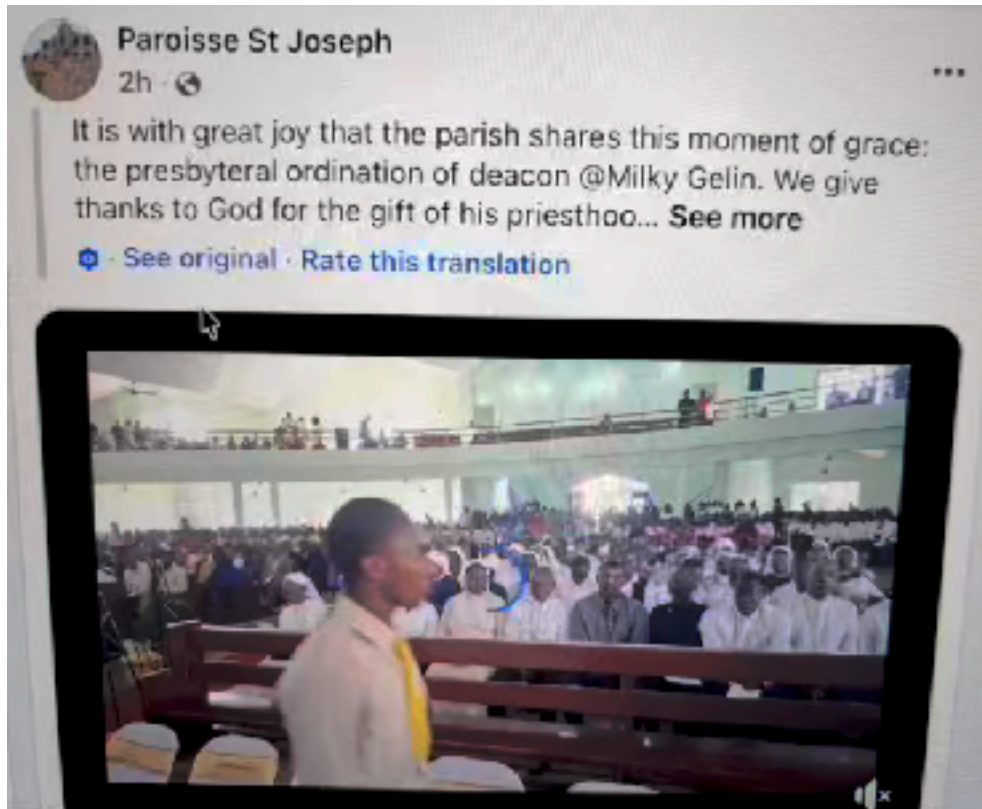 Paroisse St Joseph
2h
It is with great joy that the parish shares this moment of grace:
the presbyteral ordination of deacon @Milky Gelin. We give
thanks to God for the gift of his priesthoo... See more
· See original · Rate this translation